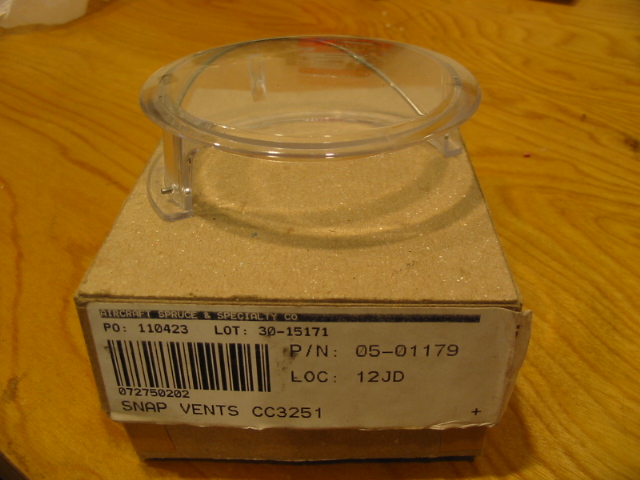 AIRCRAFT SPRUCE & SPECIALTY CO
PO: 110423 LOT: 30-15171
P/N: 05-01179
LOC: 12JD
072750202
SNAP VENTS CC3251 +